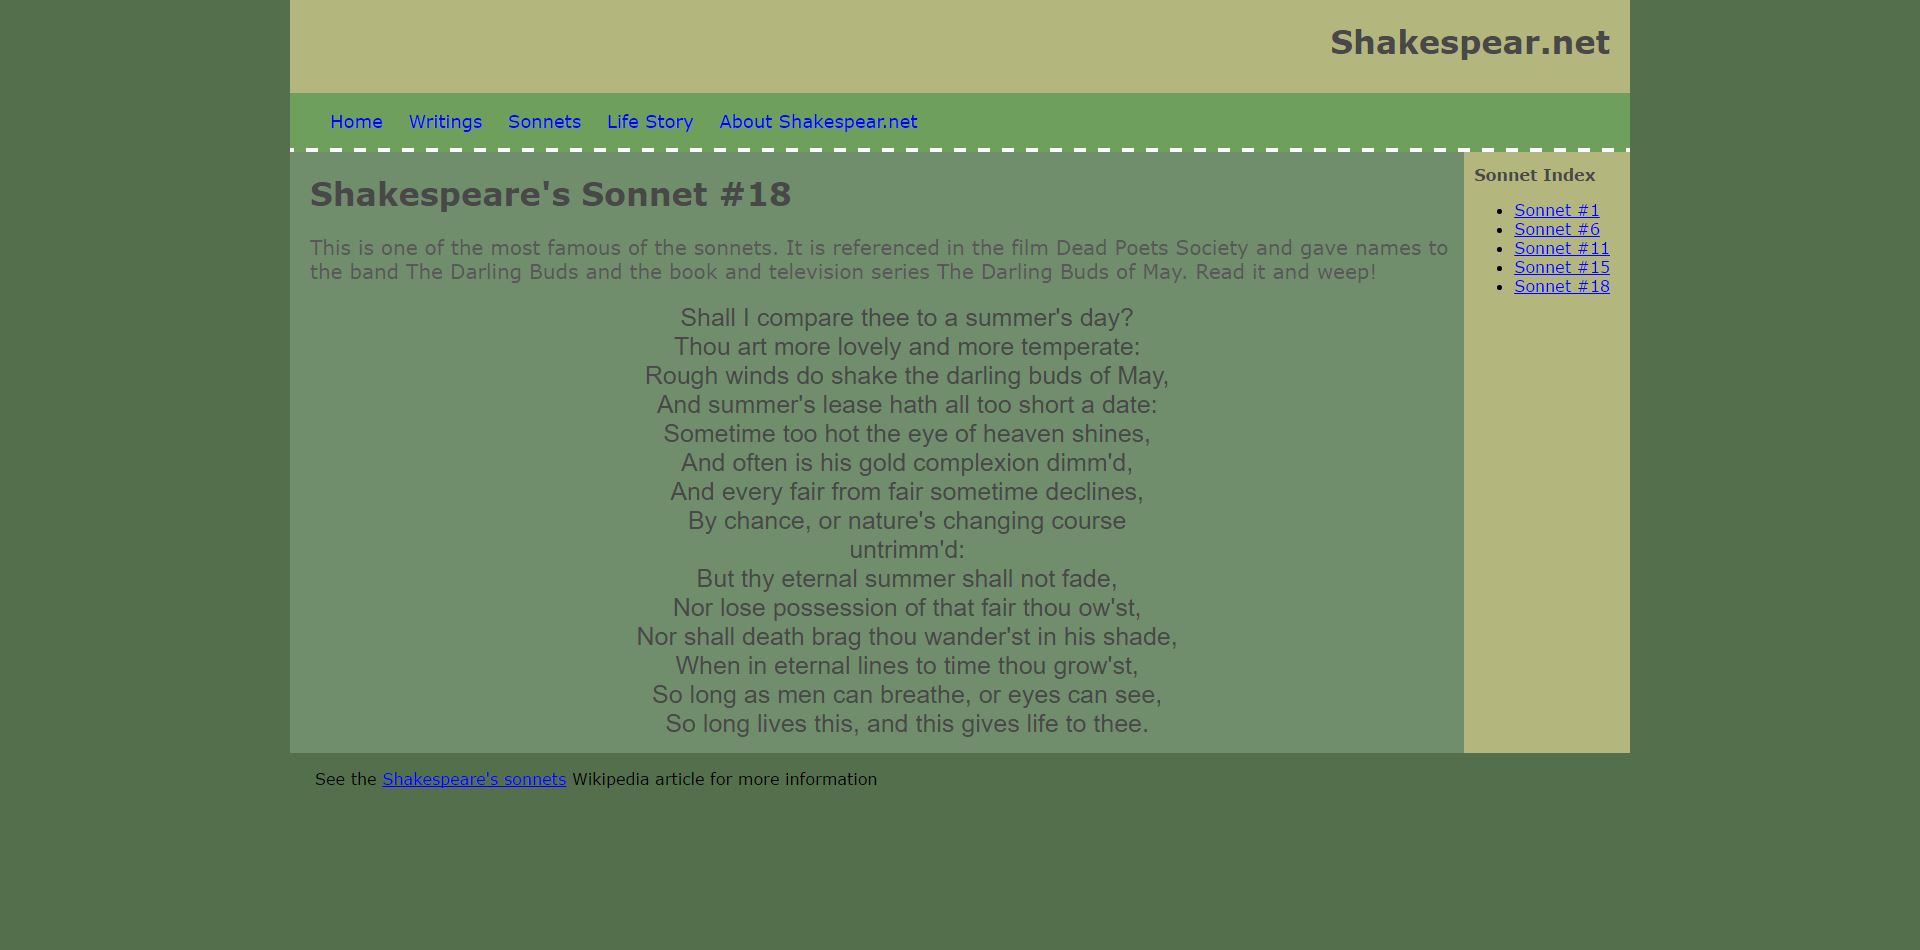 Shakespear.net
Home Writings Sonnets Life Story About Shakespear.net
Shakespeare's Sonnet #18
This is one of the most famous of the sonnets. It is referenced in the film Dead Poets Society and gave names to
the band The Darling Buds and the book and television series The Darling Buds of May. Read it and weep!
Shall I compare thee to a summer's day?
Thou art more lovely and more temperate:
Rough winds do shake the darling buds of May,
And summer's lease hath all too short a date:
Sometime too hot the eye of heaven shines,
And often is his gold complexion dimm'd,
And every fair from fair sometime declines,
By chance, or nature's changing course
untrimm'd:
But thy eternal summer shall not fade,
Nor lose possession of that fair thou ow'st,
Nor shall death brag thou wander'st in his shade,
When in eternal lines to time thou grow'st,
So long as men can breathe, or eyes can see,
So long lives this, and this gives life to thee.
Sonnet Index
Sonnet #1
Sonnet #6
Sonnet #11
Sonnet #15
Sonnet #18
See the Shakespeare's sonnets Wikipedia article for more information